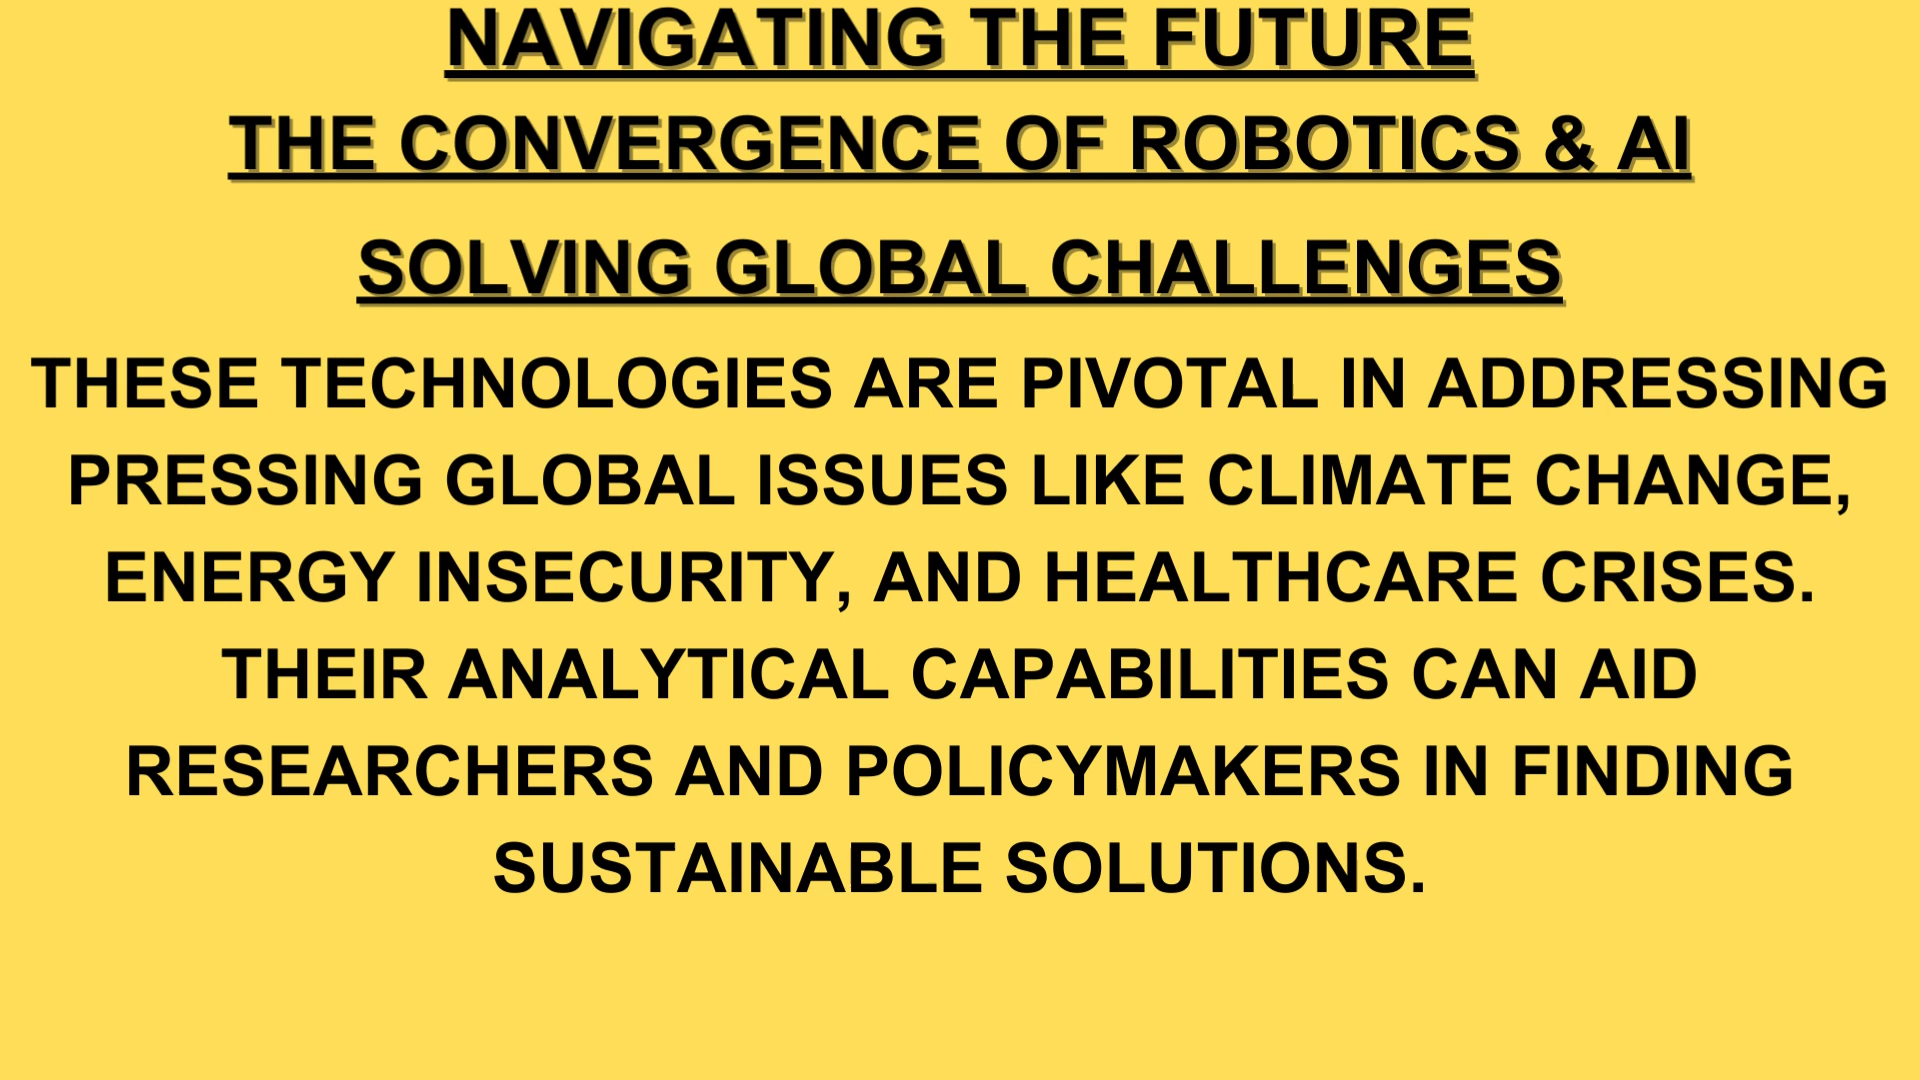 NAVIGATING THE FUTURE
THE CONVERGENCE OF ROBOTICS & AI
SOLVING GLOBAL CHALLENGES
THESE TECHNOLOGIES ARE PIVOTAL IN ADDRESSING
PRESSING GLOBAL ISSUES LIKE CLIMATE CHANGE,
ENERGY INSECURITY, AND HEALTHCARE CRISES.
THEIR ANALYTICAL CAPABILITIES CAN AID
RESEARCHERS AND POLICYMAKERS IN FINDING
SUSTAINABLE SOLUTIONS.